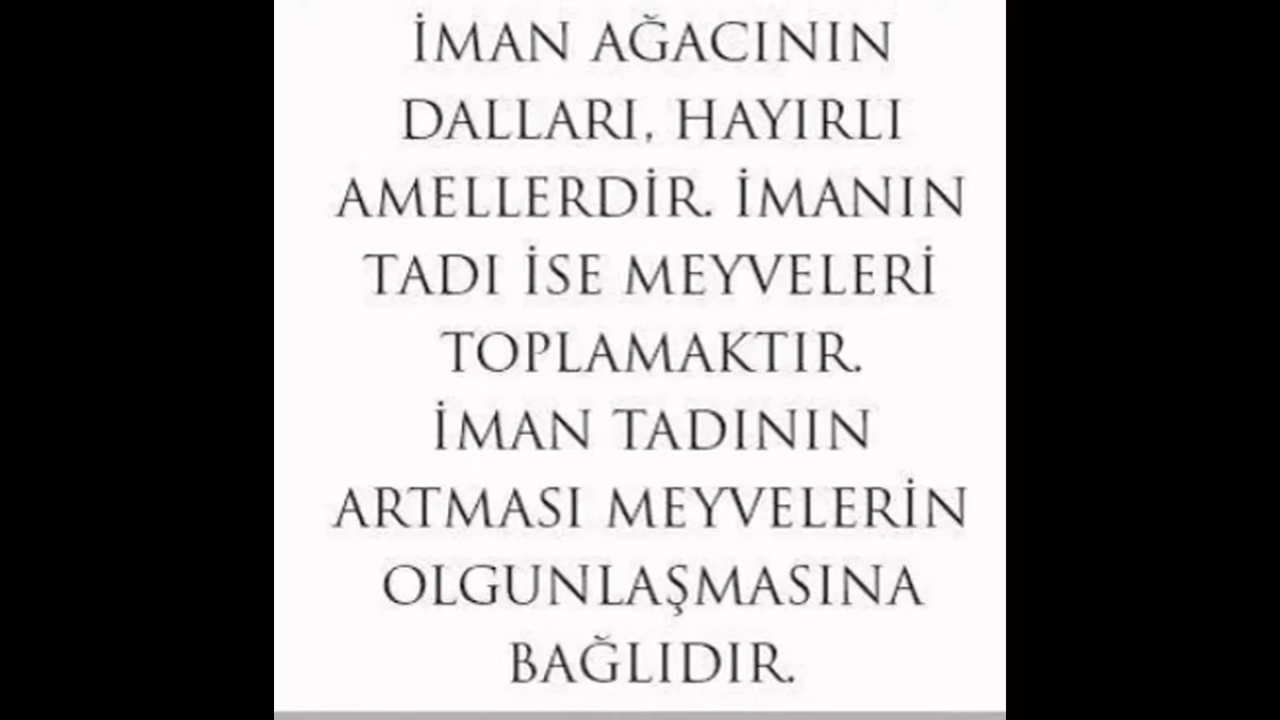 İMAN AĞACININ
DALLARI, HAYIRLI
AMELLERDİR. İMANIN
TADI İSE MEYVELERİ
TOPLAMAKTIR.
İMAN TADININ
ARTMASI MEYVELERİN
OLGUNLAŞMASINA
BAĞLIDIR.